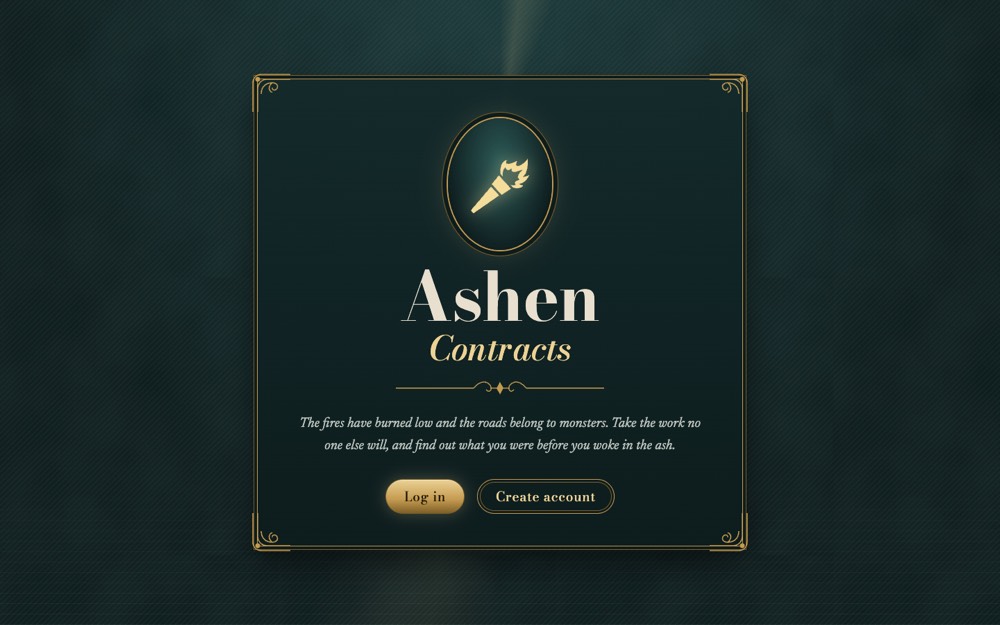 Ashen
Contracts
The fires have burned low and the roads belong to monsters. Take the work no
one else will, and find out what you were before you woke in the ash.
Log in
Create account